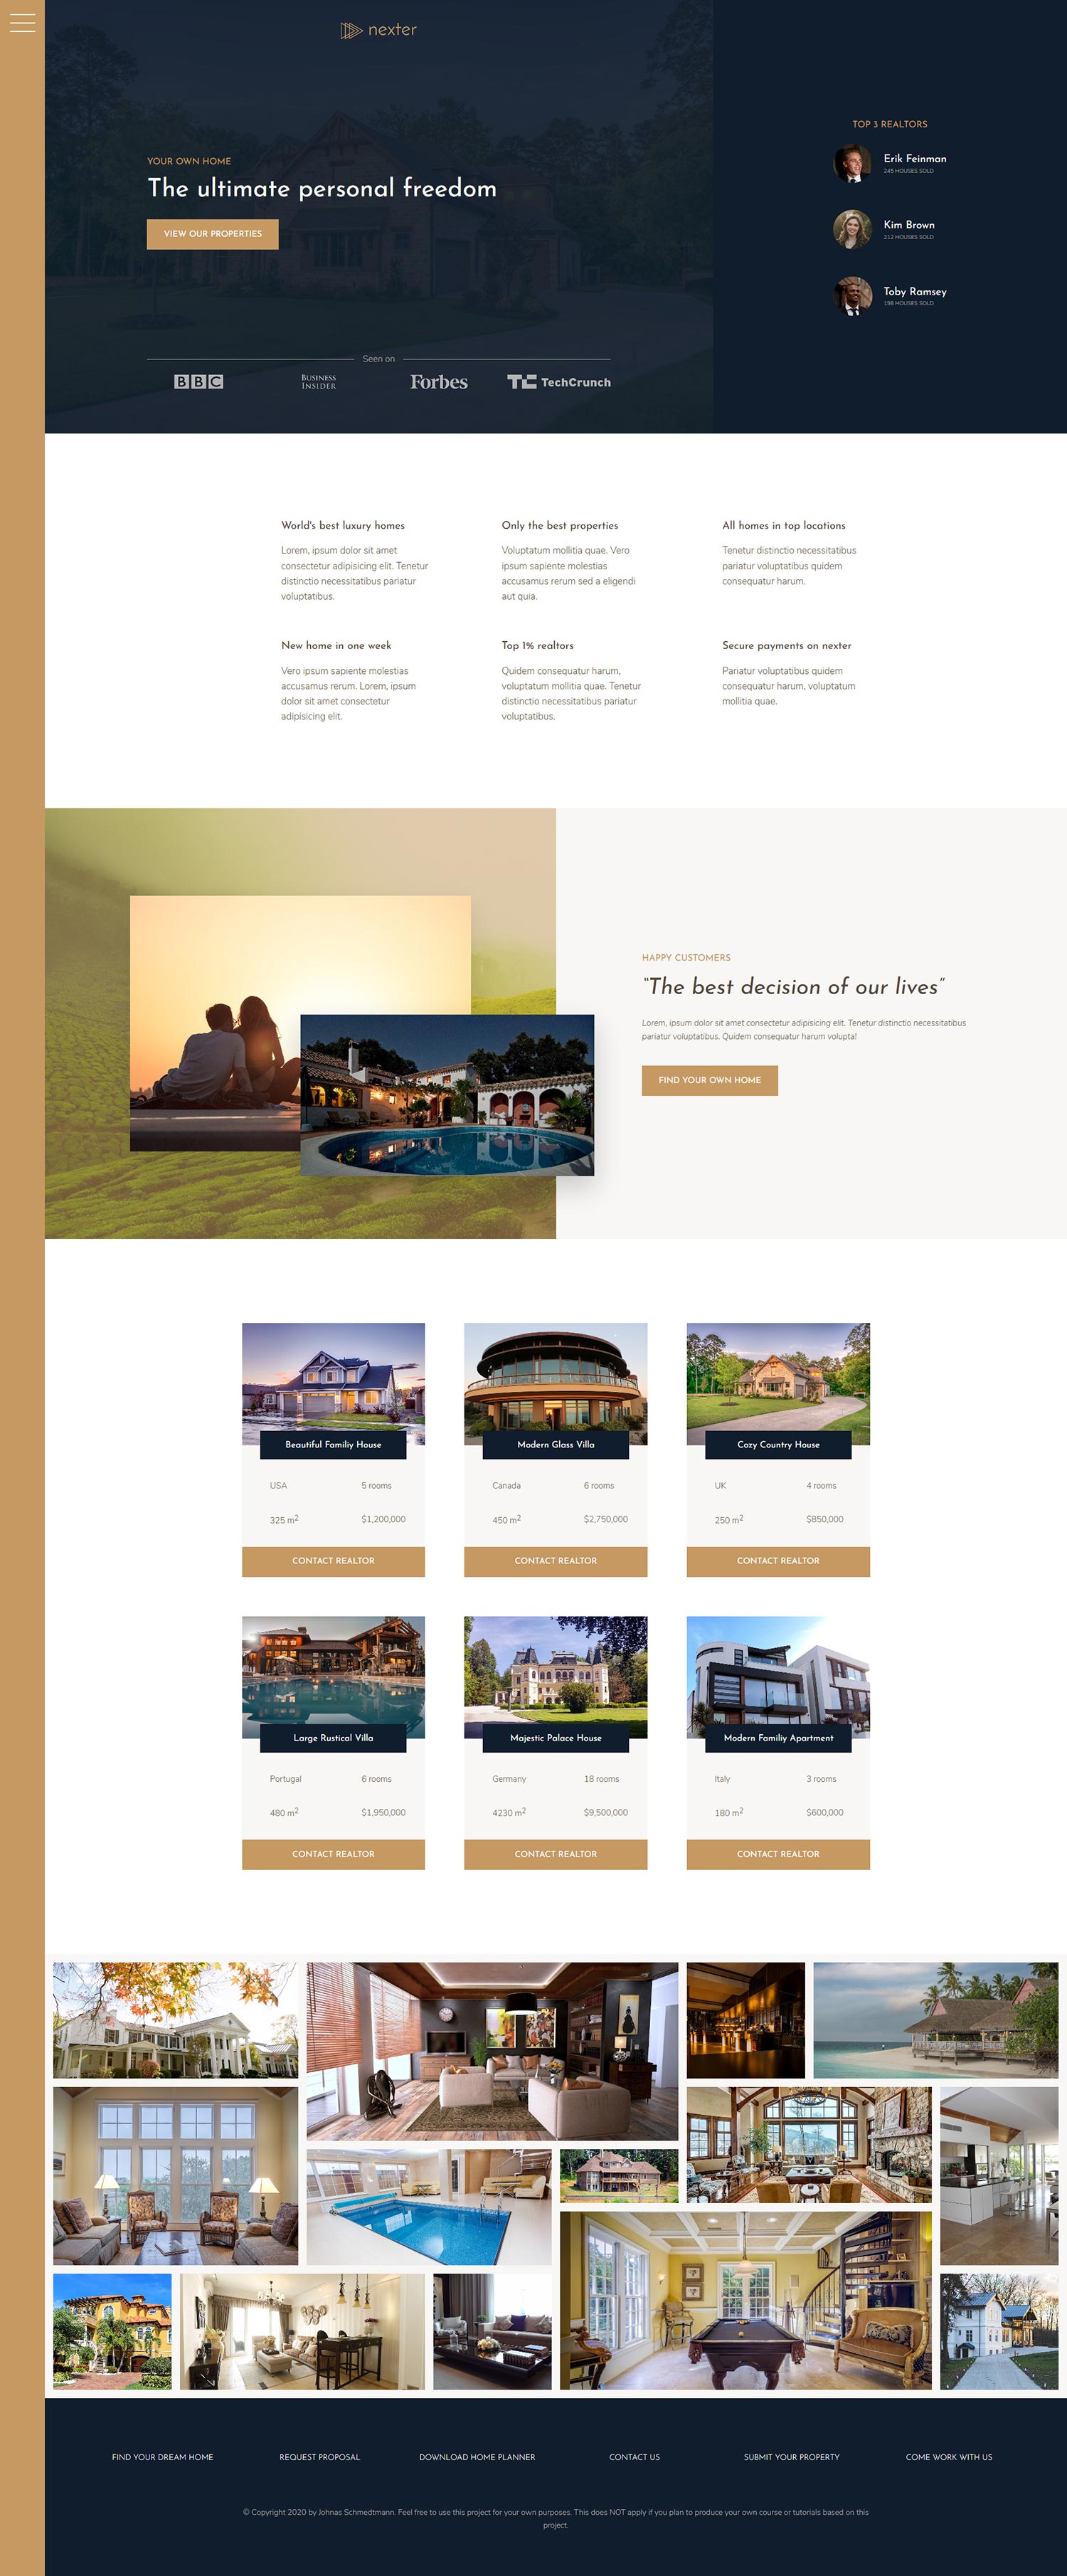 nexter
YOUR OWN HOME
The ultimate personal freedom
VIEW OUR PROPERTIES
Seen on
BBC
BUSINESS
INSIDER
Forbes
TC TechCrunch
TOP 3 REALTORS
Erik Feinman
245 HOUSES SOLD
Kim Brown
212 HOUSES SOLD
Toby Ramsey
198 HOUSES SOLD
World's best luxury homes
Lorem, ipsum dolor sit amet
consectetur adipisicing elit. Tenetur
distinctio necessitatibus pariatur
voluptatibus.
Only the best properties
Voluptatum mollitia quae. Vero
ipsum sapiente molestias
accusamus rerum sed a eligendi
aut quia.
All homes in top locations
Tenetur distinctio necessitatibus
pariatur voluptatibus quidem
consequatur harum.
New home in one week
Vero ipsum sapiente molestias
accusamus rerum. Lorem, ipsum
dolor sit amet consectetur
adipisicing elit.
Top 1% realtors
Quidem consequatur harum,
voluptatum mollitia quae. Tenetur
distinctio necessitatibus pariatur
voluptatibus.
Secure payments on nexter
Pariatur voluptatibus quidem
consequatur harum, voluptatum
mollitia quae.
HAPPY CUSTOMERS
“The best decision of our lives”
Lorem, ipsum dolor sit amet consectetur adipisicing elit. Tenetur distinctio necessitatibus
pariatur voluptatibus. Quidem consequatur harum volupta!
FIND YOUR OWN HOME
Beautiful Familiy House
USA
5 rooms
325 m²
$1,200,000
CONTACT REALTOR
Modern Glass Villa
Canada
6 rooms
450 m²
$2,750,000
CONTACT REALTOR
Cozy Country House
UK
4 rooms
250 m²
$850,000
CONTACT REALTOR
Large Rustical Villa
Portugal
6 rooms
480 m²
$1,950,000
CONTACT REALTOR
Majestic Palace House
Germany
18 rooms
4230 m²
$9,500,000
CONTACT REALTOR
Modern Familiy Apartment
Italy
3 rooms
180 m²
$600,000
CONTACT REALTOR
FIND YOUR DREAM HOME
REQUEST PROPOSAL
DOWNLOAD HOME PLANNER
CONTACT US
SUBMIT YOUR PROPERTY
COME WORK WITH US
© Copyright 2020 by Johnas Schmedtmann. Feel free to use this project for your own purposes. This does NOT apply if you plan to produce your own course or tutorials based on this
project.